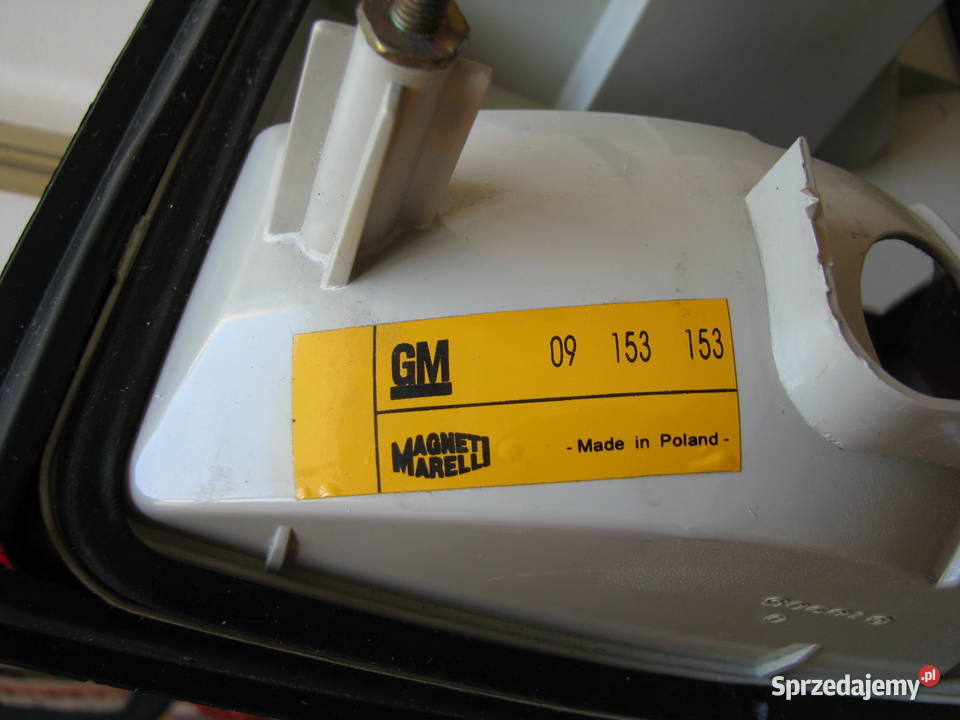 GM 09 153 153
MAGNETI
MARELLI
- Made in Poland -
Sprzedajemy.pl